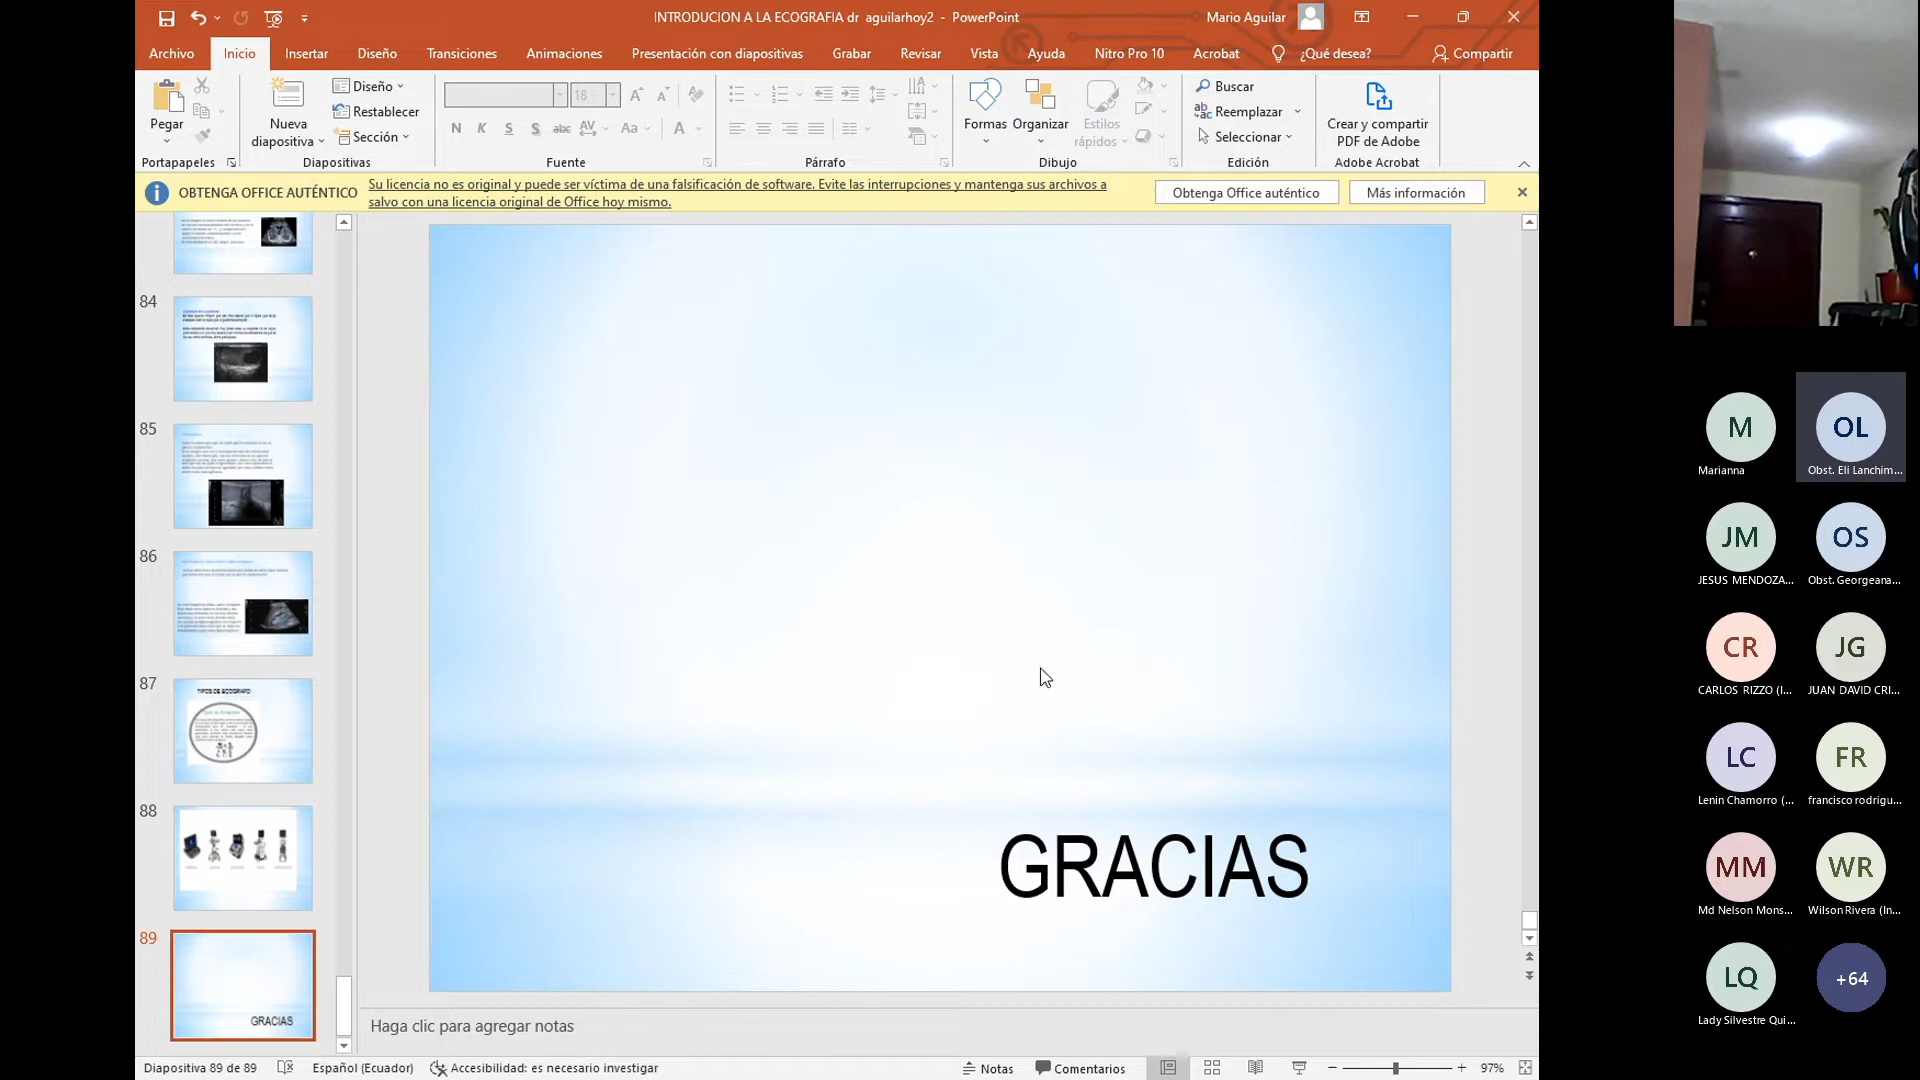 INTRODUCION A LA ECOGRAFIA dr aguilarhoy2 - PowerPoint
Mario Aguilar
Archivo Inicio Insertar Diseño Transiciones Animaciones Presentación con diapositivas Grabar Revisar Vista Ayuda Nitro Pro 10 Acrobat ¿Qué desea? Compartir
Pegar
Portapapeles
Nueva
diapositiva
Diseño
Restablecer
Sección
Diapositivas
18
N K S S abc AV Aa A
Fuente
Párrafo
Formas
Organizar
Estilos
rápidos
Dibujo
Buscar
Reemplazar
Seleccionar
Edición
Crear y compartir
PDF de Adobe
Adobe Acrobat
OBTENGA OFFICE AUTÉNTICO
Su licencia no es original y puede ser víctima de una falsificación de software. Evite las interrupciones y mantenga sus archivos a
salvo con una licencia original de Office hoy mismo.
Obtenga Office auténtico
Más información
84
85
86
87
TIPOS DE ECOGRAFO
88
89
GRACIAS
GRACIAS
Haga clic para agregar notas
Diapositiva 89 de 89
Español (Ecuador)
Accesibilidad: es necesario investigar
Notas
Comentarios
97%
M
Marianna
OL
Obst. Eli Lanchim...
JM
JESUS MENDOZA...
OS
Obst. Georgeana...
CR
CARLOS RIZZO (I...
JG
JUAN DAVID CRI...
LC
Lenin Chamorro (...
FR
francisco rodrigu...
MM
Md Nelson Mons...
WR
Wilson Rivera (In...
LQ
Lady Silvestre Qui...
+64